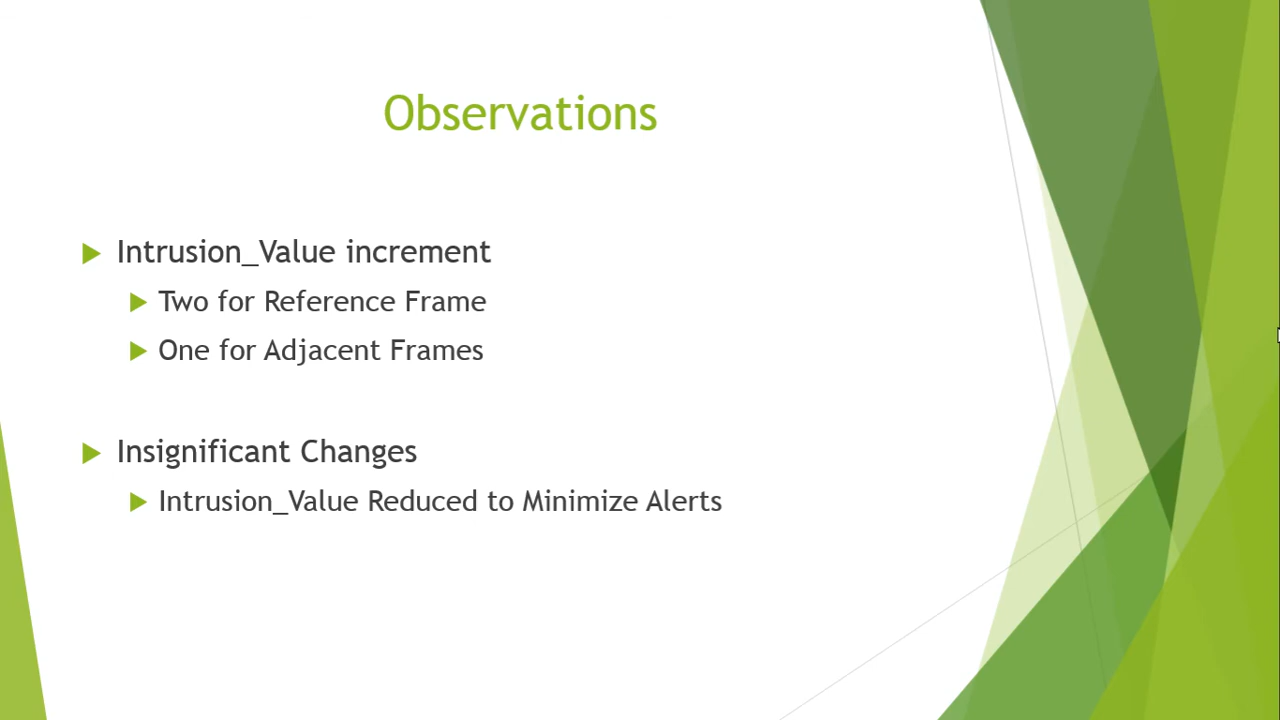 Observations
Intrusion_Value increment
Two for Reference Frame
One for Adjacent Frames
Insignificant Changes
Intrusion_Value Reduced to Minimize Alerts